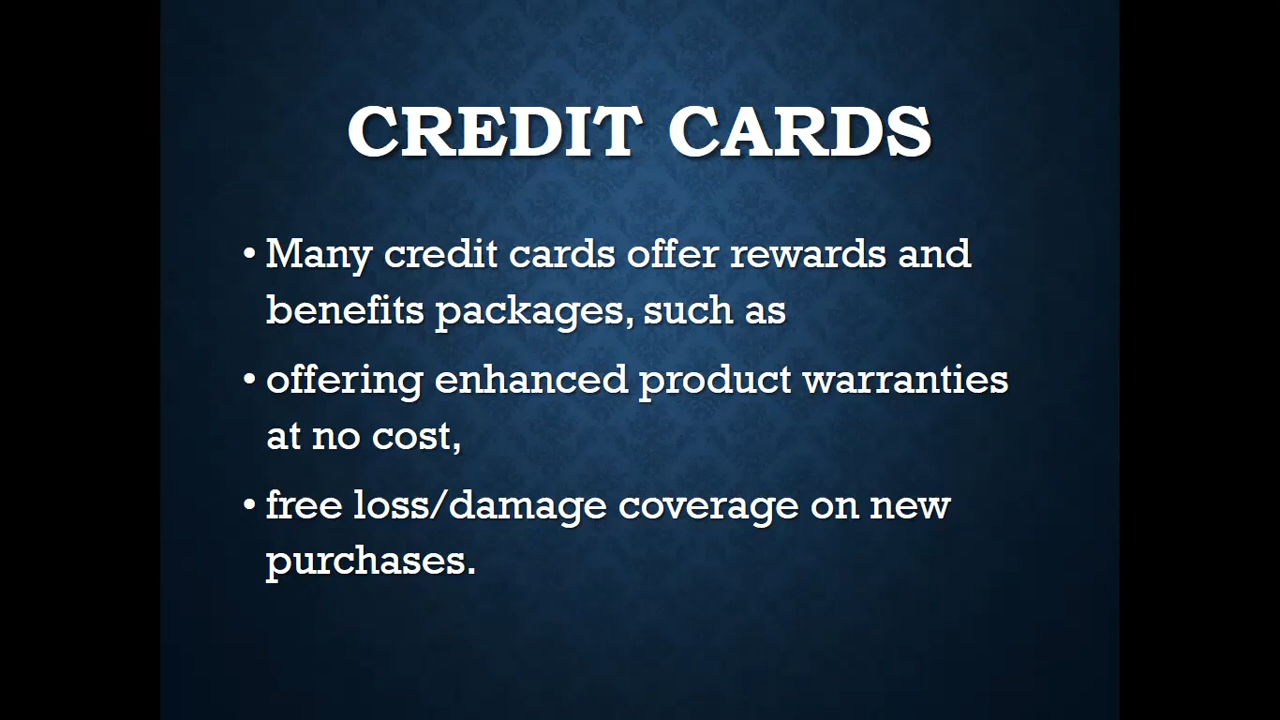 CREDIT CARDS
• Many credit cards offer rewards and
benefits packages, such as
• offering enhanced product warranties
at no cost,
• free loss/damage coverage on new
purchases.